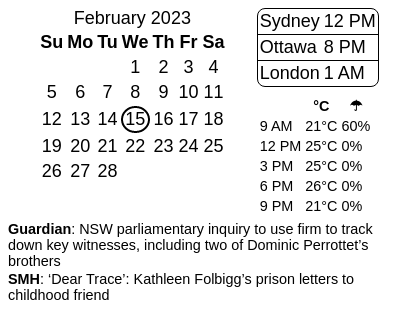 February 2023
Su Mo Tu We Th Fr Sa
1 2 3 4
5 6 7 8 9 10 11
12 13 14 15 16 17 18
19 20 21 22 23 24 25
26 27 28
Sydney 12 PM
Ottawa 8 PM
London 1 AM
°C ☂
9 AM 21°C 60%
12 PM 25°C 0%
3 PM 25°C 0%
6 PM 26°C 0%
9 PM 21°C 0%
Guardian: NSW parliamentary inquiry to use firm to track
down key witnesses, including two of Dominic Perrottet’s
brothers
SMH: ‘Dear Trace’: Kathleen Folbigg’s prison letters to
childhood friend